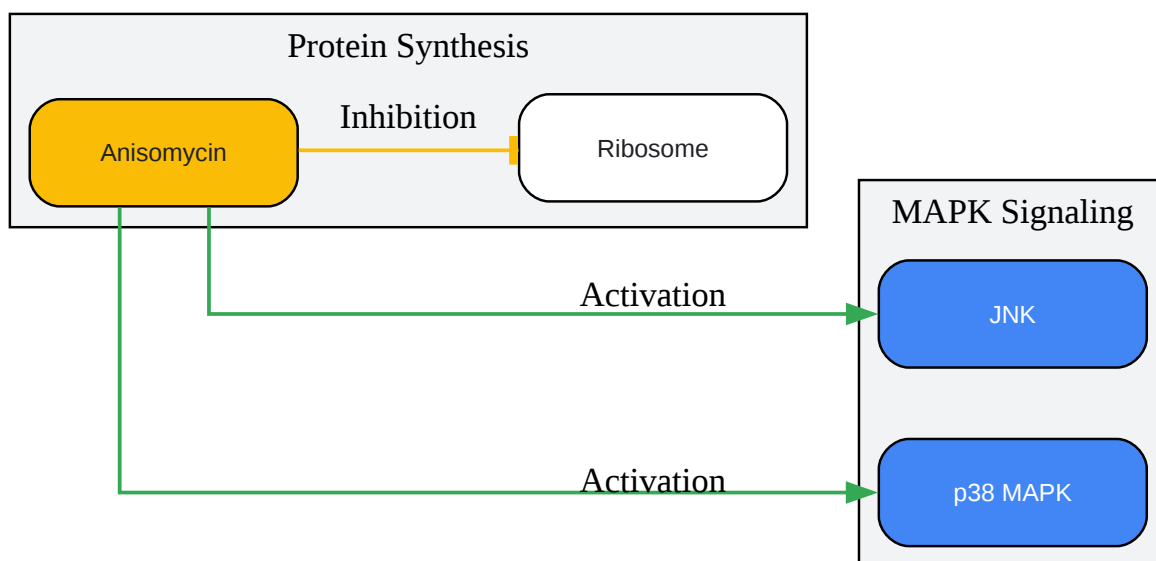 Protein Synthesis
Anisomycin
Inhibition
Ribosome
MAPK Signaling
Activation
JNK
Activation
p38 MAPK